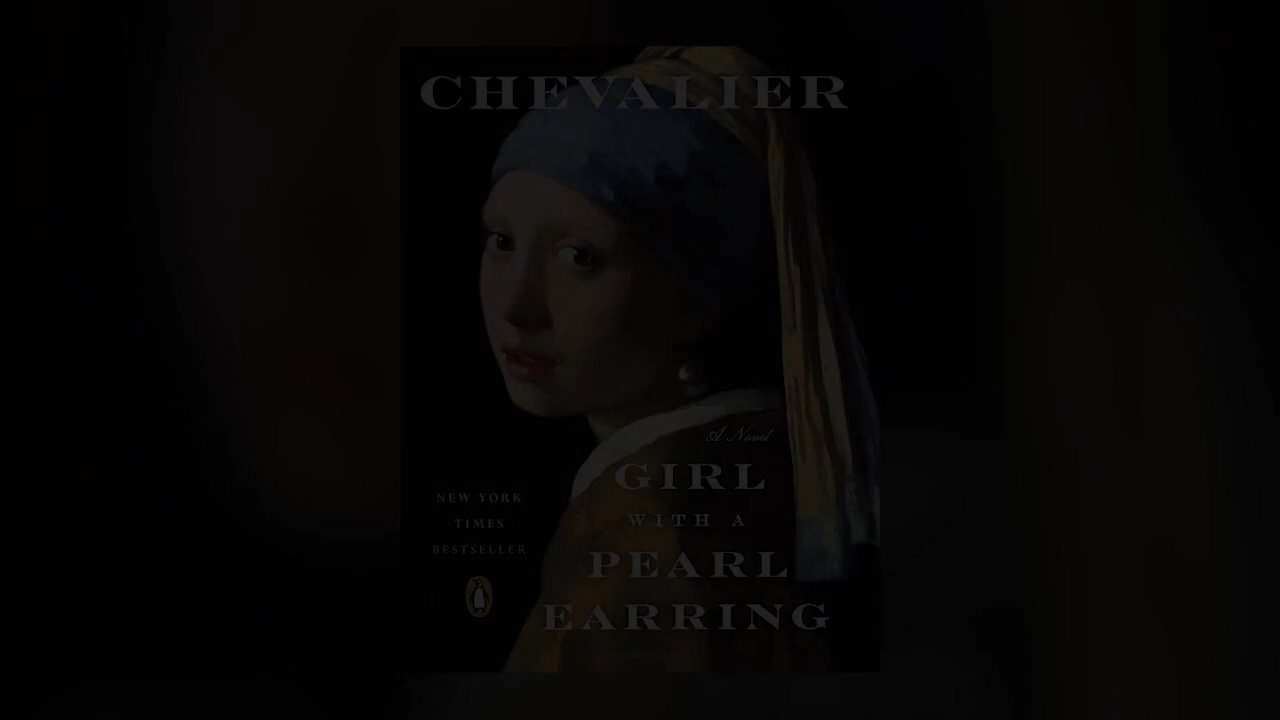 CHEVALIER
A Novel
GIRL
WITH A
PEARL
EARRING
NEW YORK
TIMES
BESTSELLER